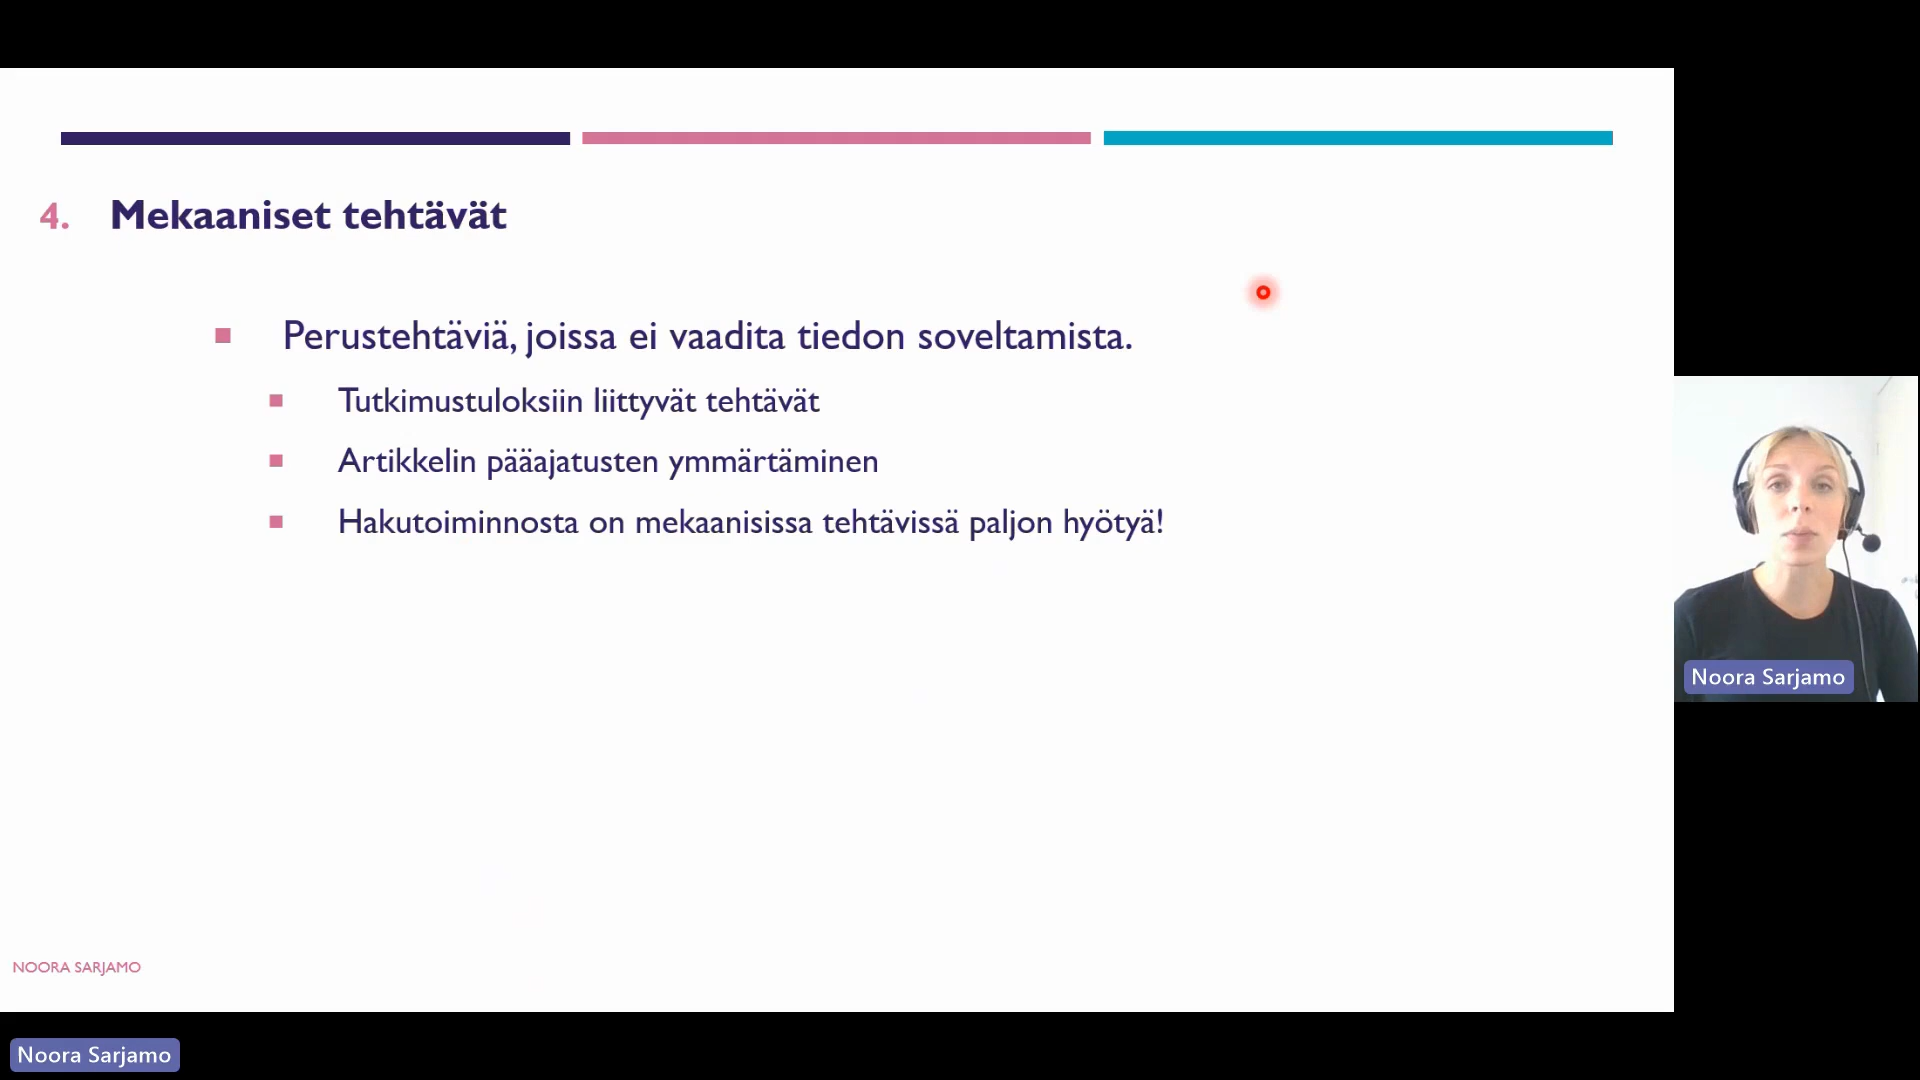 4. Mekaaniset tehtävät
Perustehtäviä, joissa ei vaadita tiedon soveltamista.
Tutkimustuloksiin liittyvät tehtävät
Artikkelin pääajatusten ymmärtäminen
Hakutoiminnosta on mekaanisissa tehtävissä paljon hyötyä!
Noora Sarjamo
NOORA SARJAMO
Noora Sarjamo